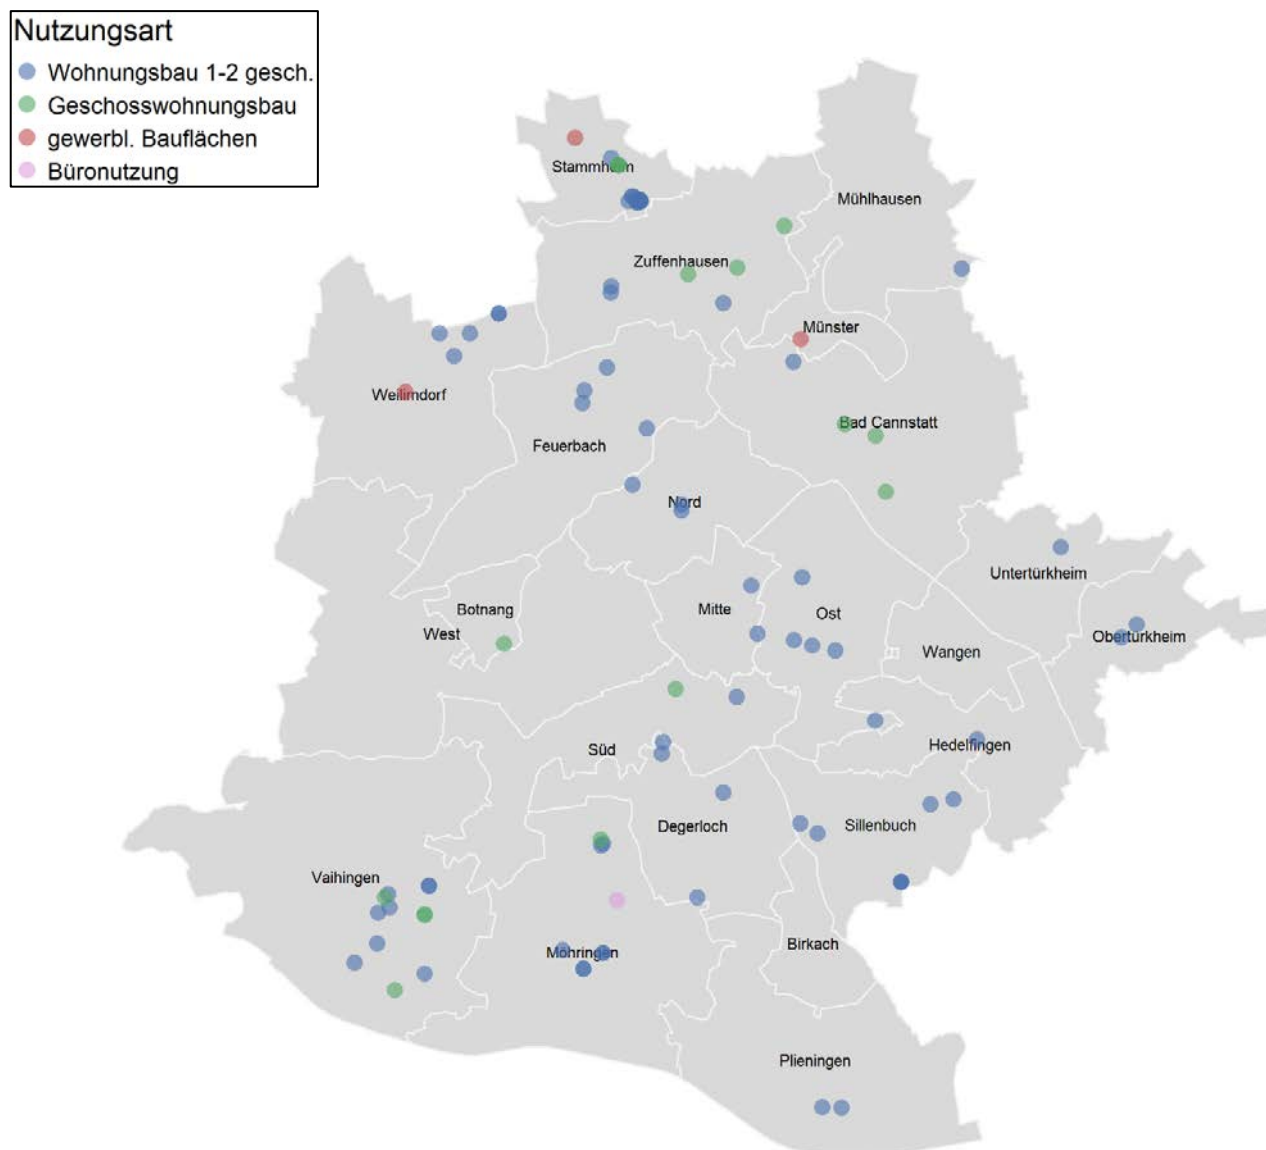 Nutzungsart
Wohnungsbau 1-2 gesch.
Geschosswohnungsbau
gewerbl. Bauflächen
Büronutzung
Stammheim
Mühlhausen
Zuffenhausen
Münster
Weilimdorf
Bad Cannstatt
Feuerbach
Nord
Untertürkheim
Botnang
Mitte
Ost
West
Obertürkheim
Wangen
Süd
Hedelfingen
Degerloch
Sillenbuch
Vaihingen
Birkach
Möhringen
Plieningen